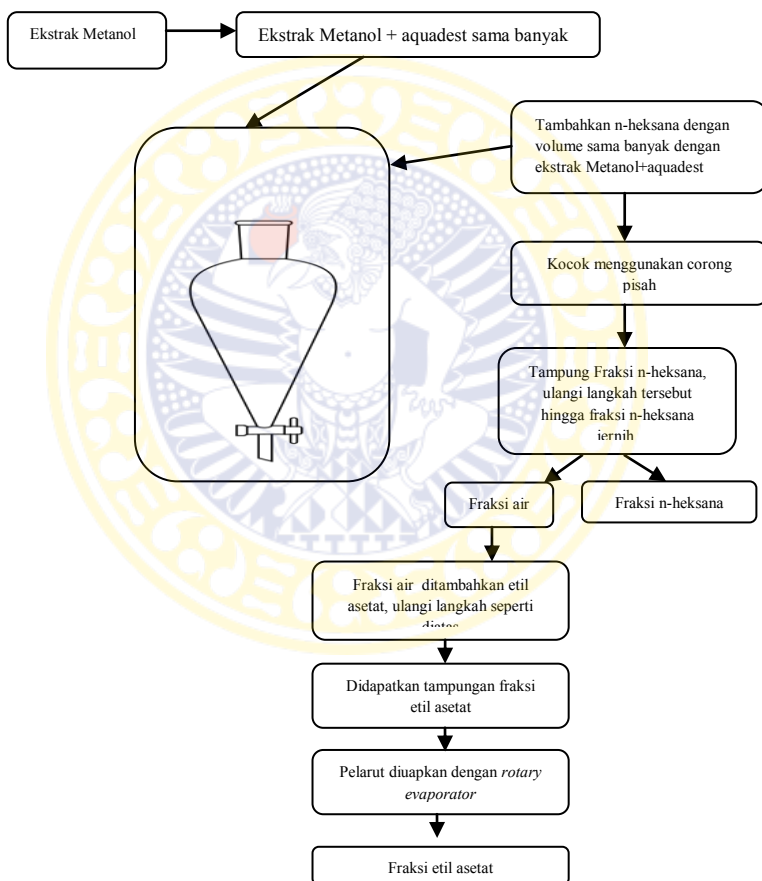 Ekstrak Metanol
Ekstrak Metanol + aquadest sama banyak
Tambahkan n-heksana dengan
volume sama banyak dengan
ekstrak Metanol+aquadest
Kocok menggunakan corong
pisah
Tampung Fraksi n-heksana,
ulangi langkah tersebut
hingga fraksi n-heksana
jernih
Fraksi air
Fraksi n-heksana
Fraksi air ditambahkan etil
asetat, ulangi langkah seperti
diatas
Didapatkan tampungan fraksi
etil asetat
Pelarut diuapkan dengan rotary
evaporator
Fraksi etil asetat